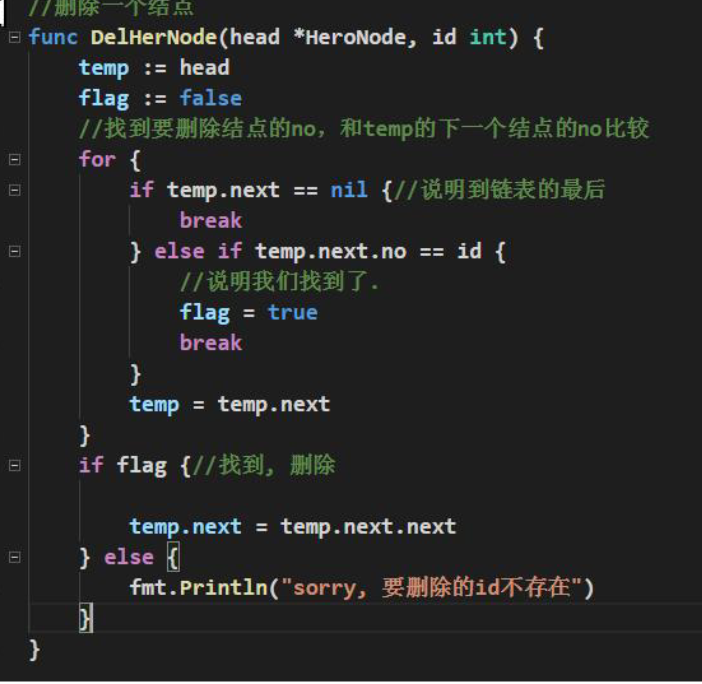 //删除一个结点
func DelHerNode(head *HeroNode, id int) {
    temp := head
    flag := false
    //找到要删除结点的no，和temp的下一个结点的no比较
    for {
        if temp.next == nil {//说明到链表的最后
            break
        } else if temp.next.no == id {
            //说明我们找到了.
            flag = true
            break
        }
        temp = temp.next
    }
    if flag {//找到, 删除
        temp.next = temp.next.next
    } else {
        fmt.Println("sorry, 要删除的id不存在")
    }
}